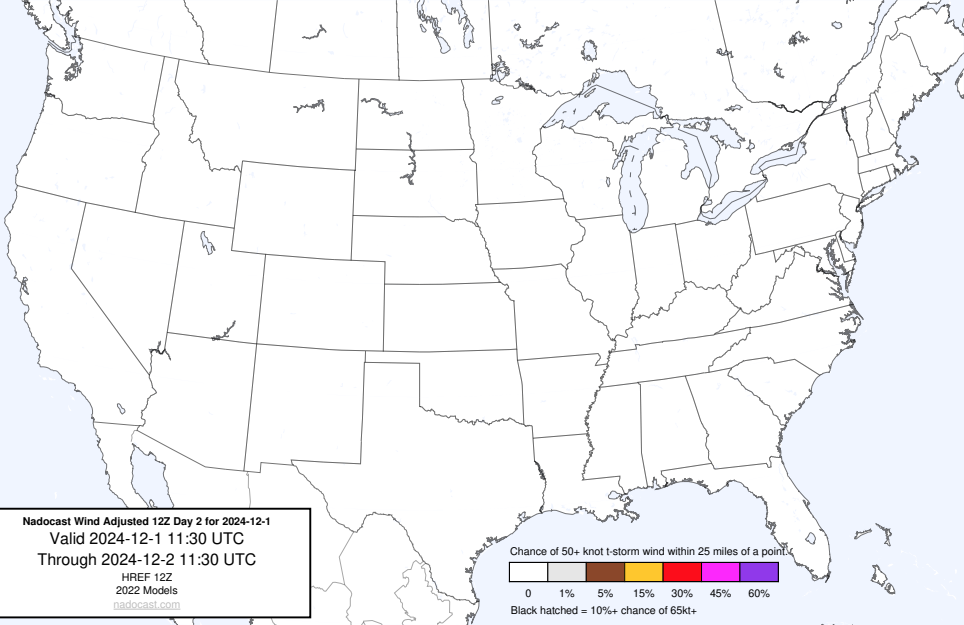 Nadocast Wind Adjusted 12Z Day 2 for 2024-12-1
Valid 2024-12-1 11:30 UTC
Through 2024-12-2 11:30 UTC
HREF 12Z
2022 Models
nadocast.com
Chance of 50+ knot t-storm wind within 25 miles of a point.
0 1% 5% 15% 30% 45% 60%
Black hatched = 10%+ chance of 65kt+